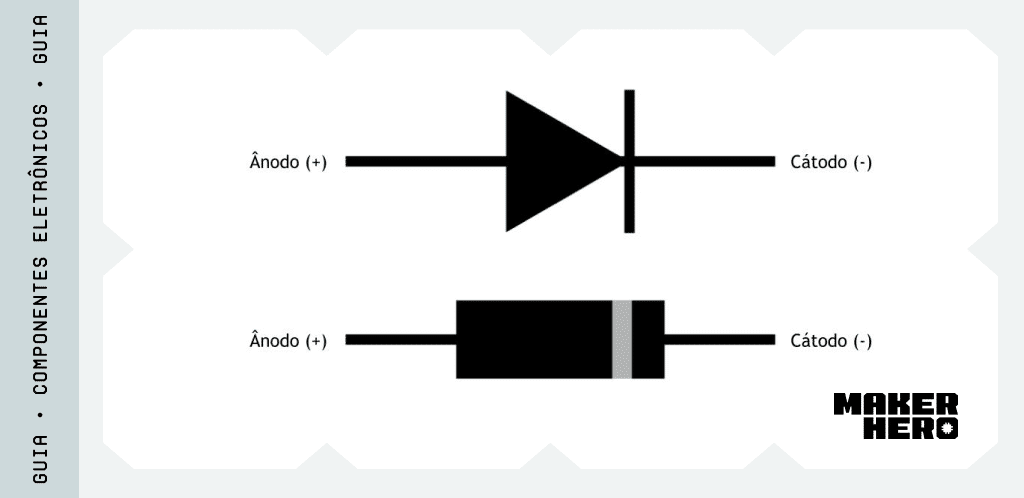 GUIA • COMPONENTES ELETRÔNICOS • GUIA
Ânodo (+)
Cátodo (-)
Ânodo (+)
Cátodo (-)
MAKER
HERO